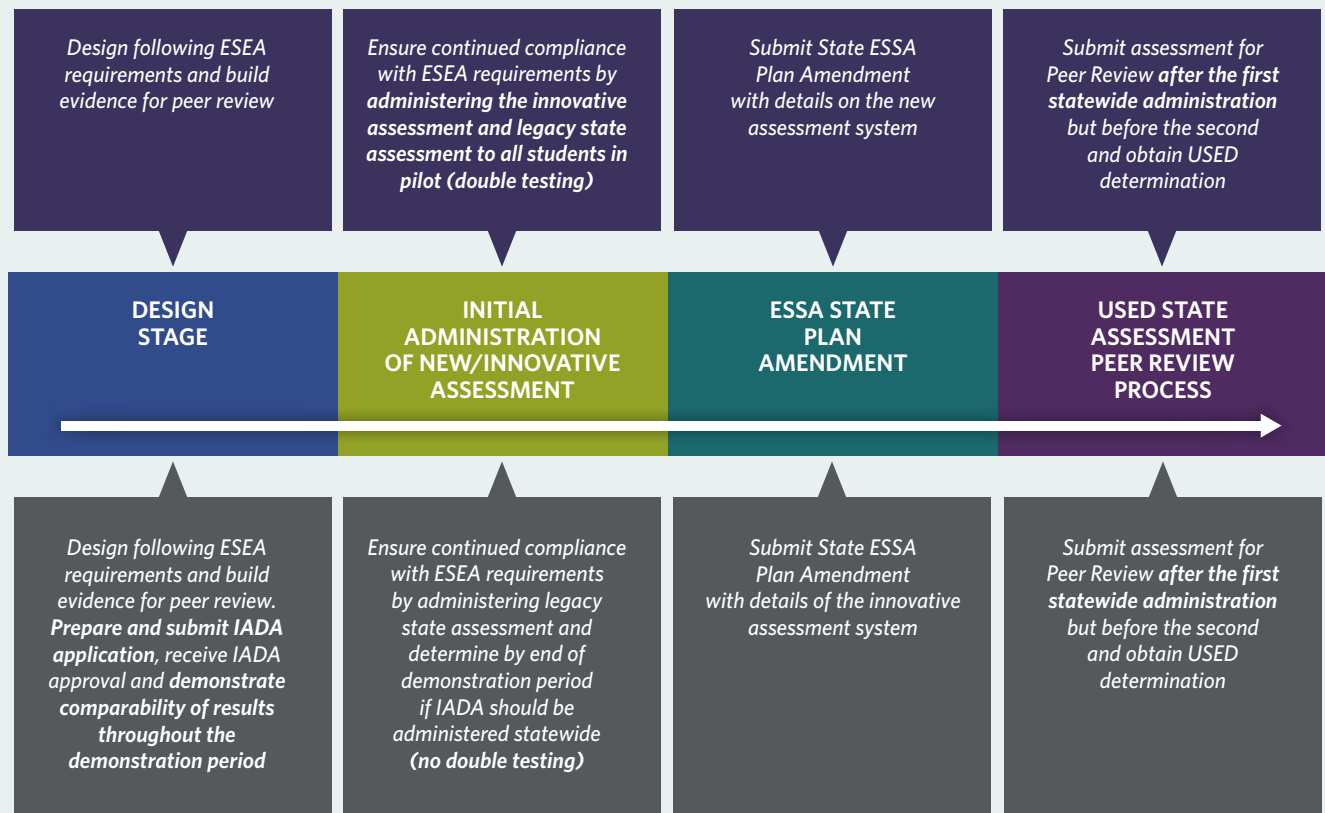 Design following ESEA
requirements and build
evidence for peer review
Ensure continued compliance
with ESEA requirements by
administering the innovative
assessment and legacy state
assessment to all students in
pilot (double testing)
Submit State ESSA
Plan Amendment
with details on the new
assessment system
Submit assessment for
Peer Review after the first
statewide administration
but before the second
and obtain USED
determination
DESIGN
STAGE
INITIAL
ADMINISTRATION
OF NEW/INNOVATIVE
ASSESSMENT
ESSA STATE
PLAN
AMENDMENT
USED STATE
ASSESSMENT
PEER REVIEW
PROCESS
Design following ESEA
requirements and build
evidence for peer review.
Prepare and submit IADA
application, receive IADA
approval and demonstrate
comparability of results
throughout the
demonstration period
Ensure continued compliance
with ESEA requirements
by administering legacy
state assessment and
determine by end of
demonstration period
if IADA should be
administered statewide
(no double testing)
Submit State ESSA
Plan Amendment
with details of the innovative
assessment system
Submit assessment for
Peer Review after the first
statewide administration
but before the second
and obtain USED
determination